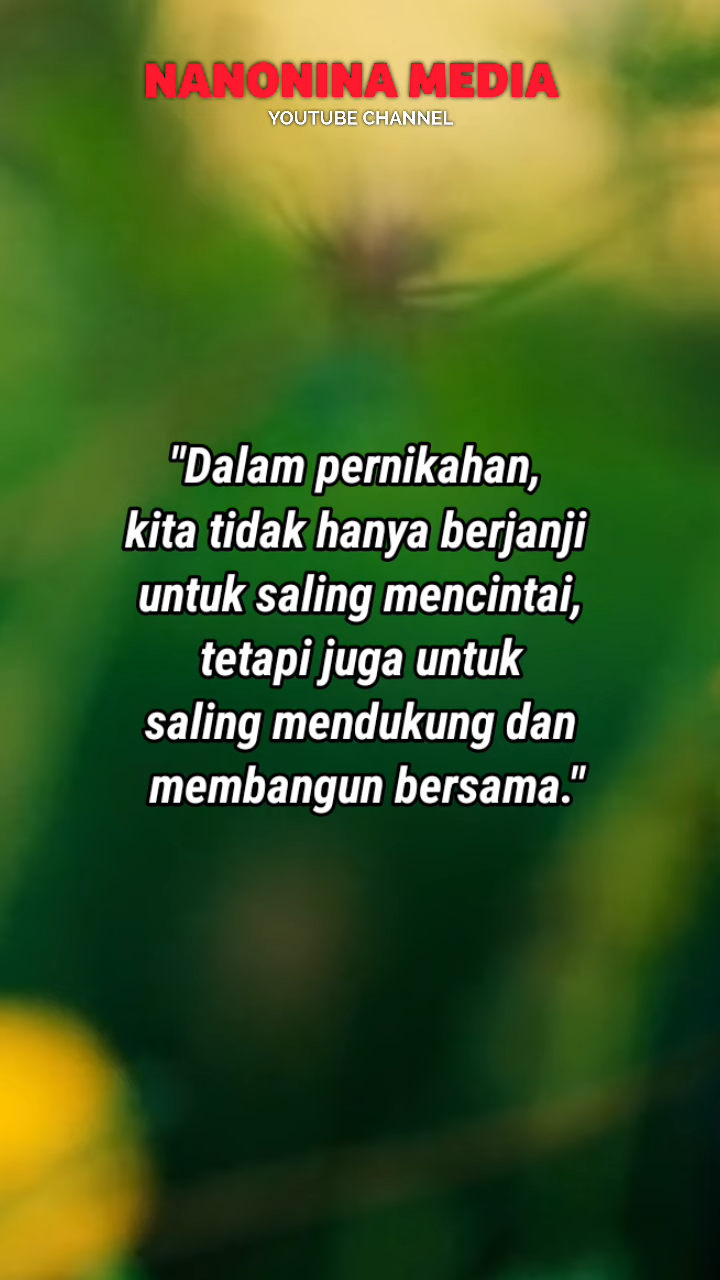 NANONINA MEDIA
YOUTUBE CHANNEL
"Dalam pernikahan,
kita tidak hanya berjanji
untuk saling mencintai,
tetapi juga untuk
saling mendukung dan
membangun bersama."